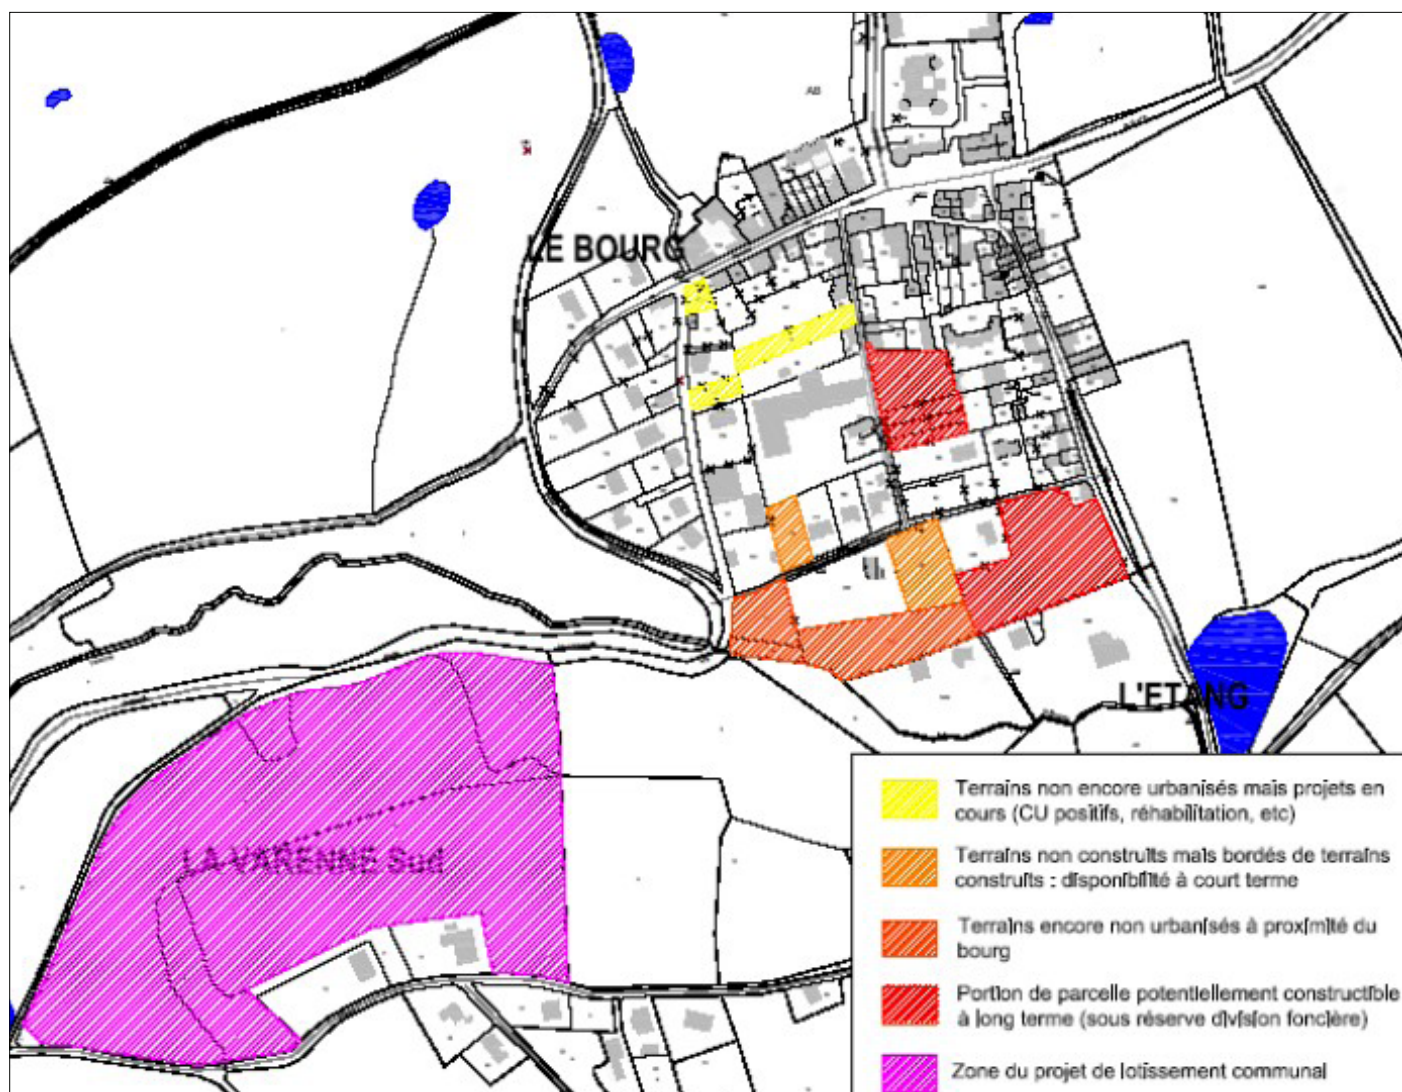 AB
LE BOURG
L'ETANG
LA VARENNE Sud
Terrains non encore urbanisés mais projets en
cours (CU positifs, réhabilitation, etc)
Terrains non construits mais bordés de terrains
construits : disponibilité à court terme
Terrains encore non urbanisés à proximité du
bourg
Portion de parcelle potentiellement constructible
à long terme (sous réserve division foncière)
Zone du projet de lotissement communal